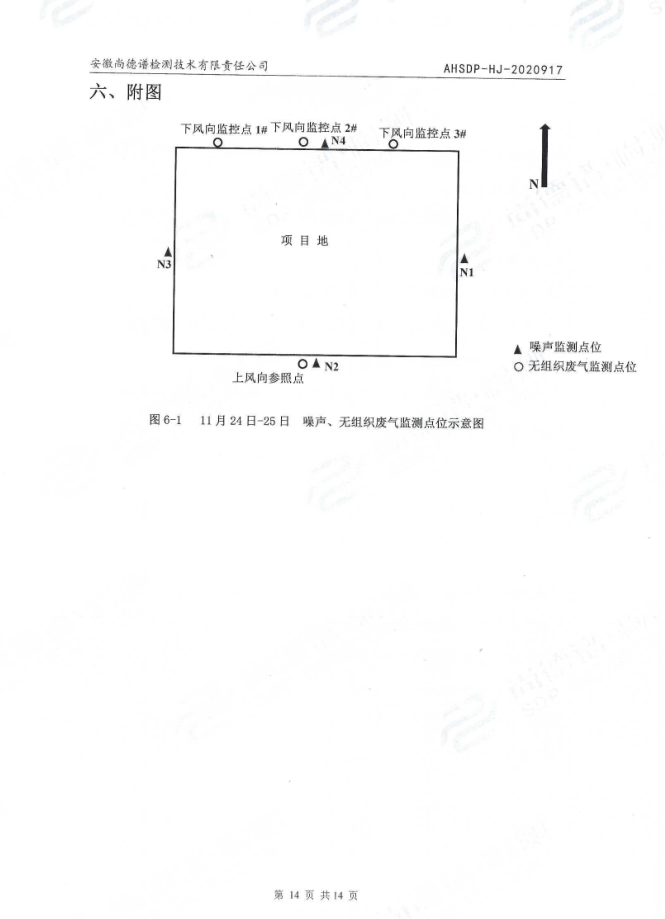 安徽尚德谱检测技术有限责任公司 AHSDP-HJ-2020917
六、附图
下风向监控点 1# 下风向监控点 2# 下风向监控点 3#
N4
N
项 目 地
N3
N1
噪声监测点位
N2
无组织废气监测点位
上风向参照点
图 6-1 11 月 24 日-25 日 噪声、无组织废气监测点位示意图
第 14 页 共 14 页